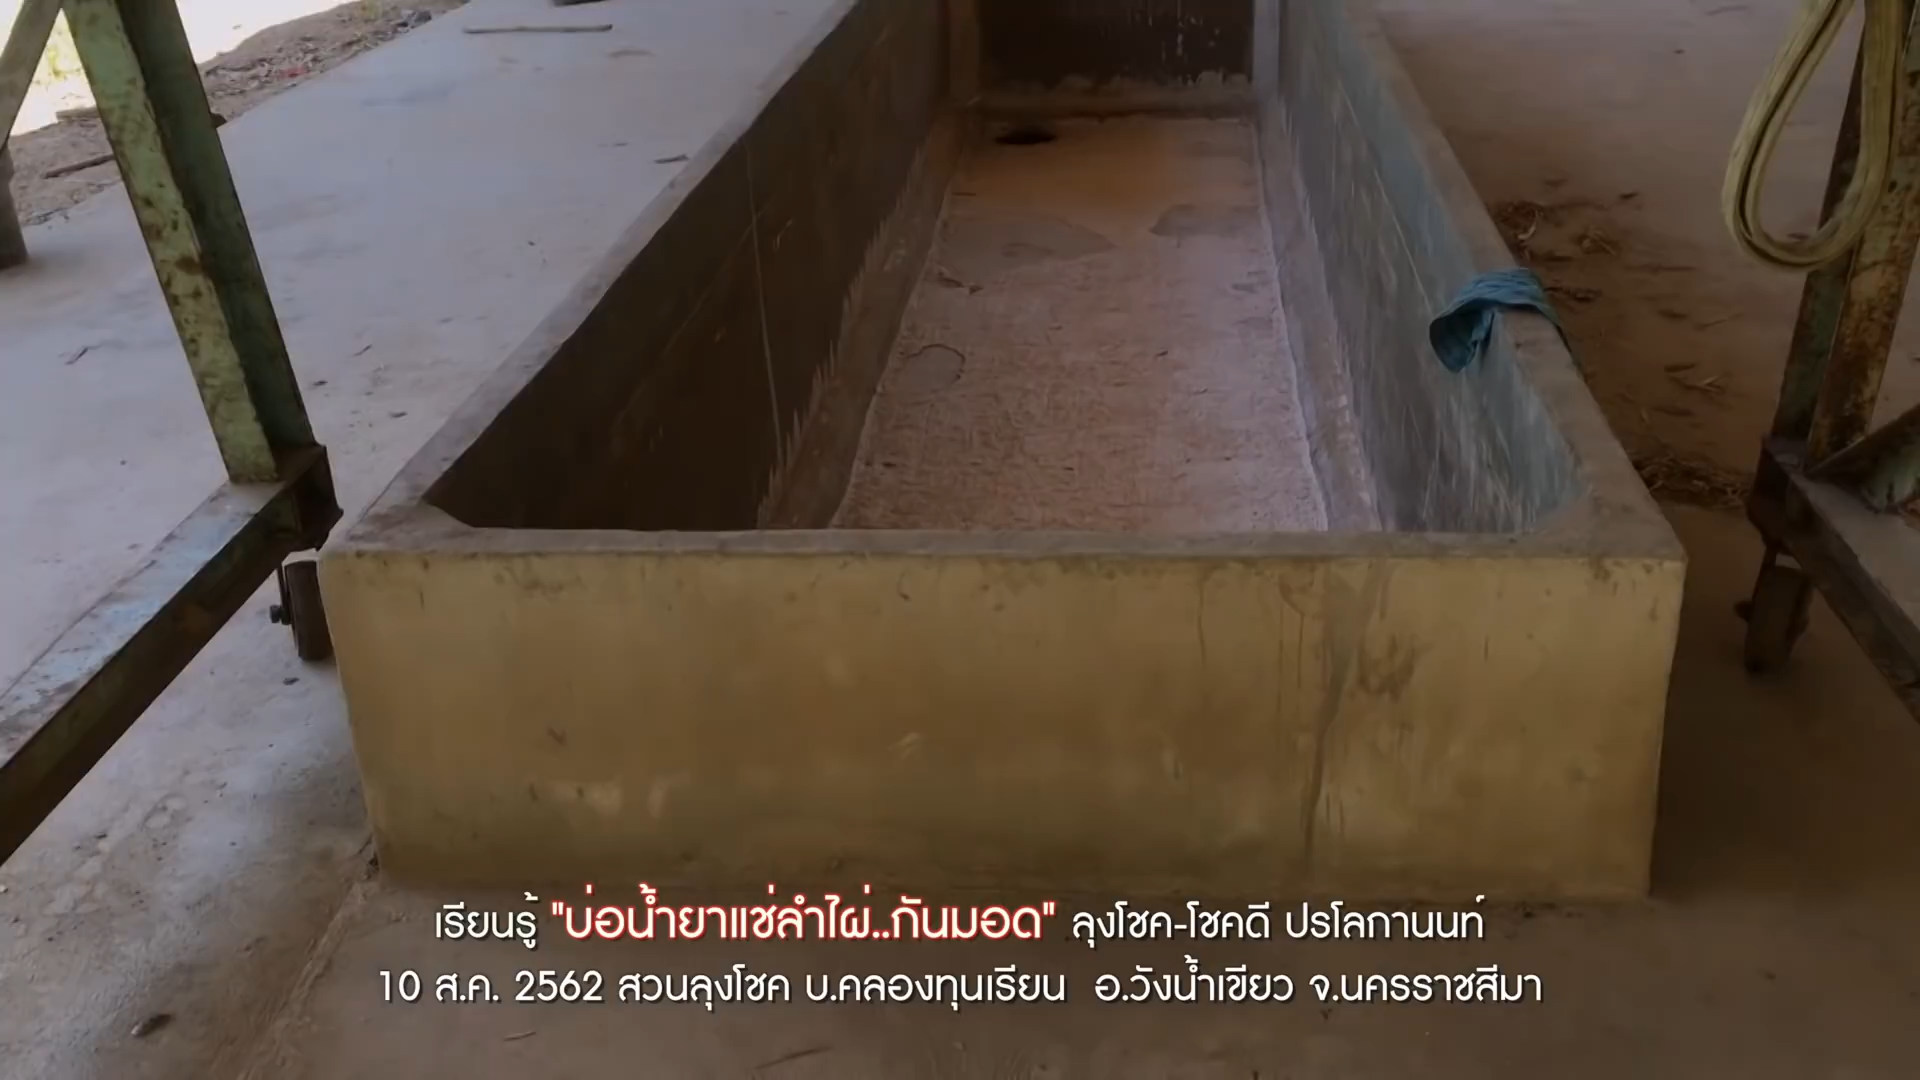 เรียนรู้ "บ่อน้ำยาแช่ลำไผ่..กันมอด" ลุงโชค-โชคดี ปรโลกานนท์
10 ส.ค. 2562 สวนลุงโชค บ.คลองทุนเรียน อ.วังน้ำเขียว จ.นครราชสีมา